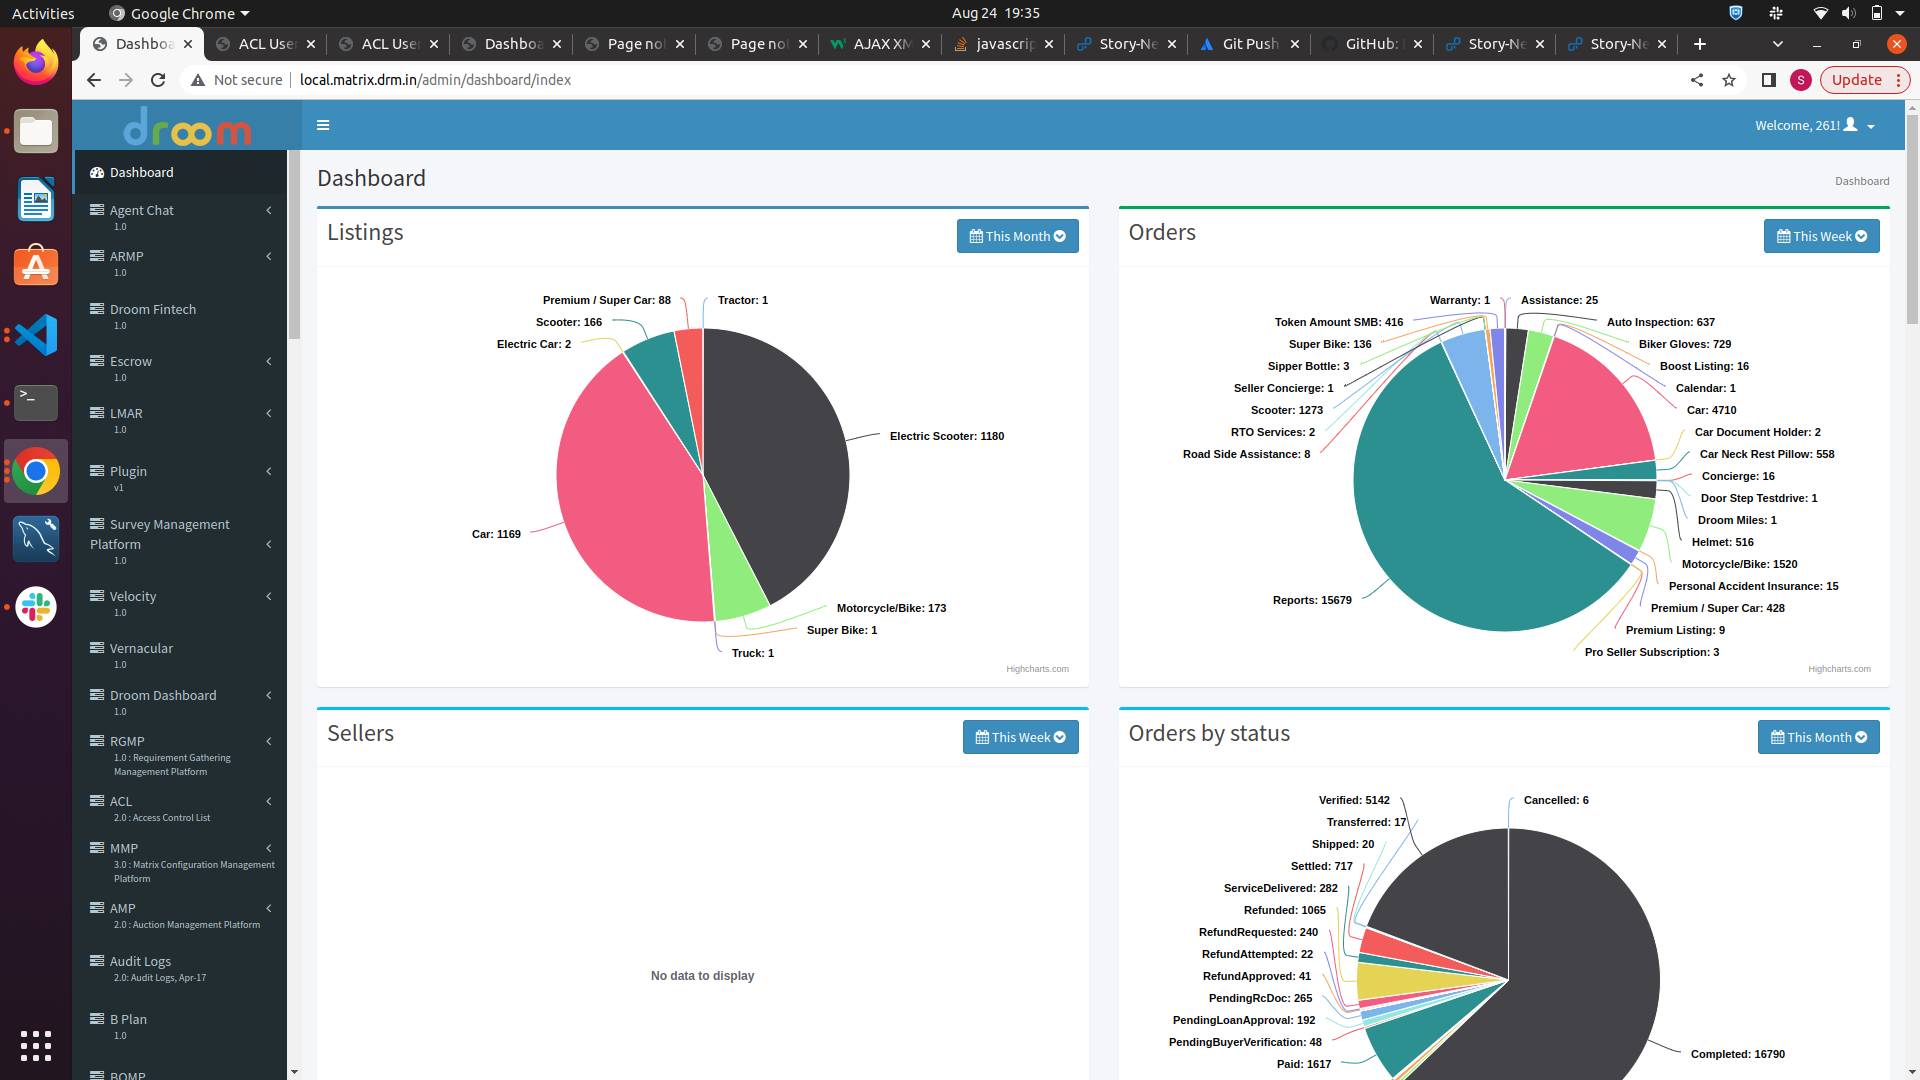 Activities
Google Chrome
Aug 24 19:35
Dashboa
ACL User
ACL User
Dashboa
Page not
Page not
AJAX XM
javascrip
Story-Ne
Git Push
GitHub:
Story-Ne
Story-Ne
Not secure
local.matrix.drm.in/admin/dashboard/index
S
Update
droom
Welcome, 261!
Dashboard
Agent Chat
1.0
ARMP
1.0
Droom Fintech
1.0
Escrow
1.0
LMAR
1.0
Plugin
v1
Survey Management
Platform
1.0
Velocity
1.0
Vernacular
1.0
Droom Dashboard
1.0
RGMP
1.0 : Requirement Gathering
Management Platform
ACL
2.0 : Access Control List
MMP
3.0 : Matrix Configuration Management
Platform
AMP
2.0 : Auction Management Platform
Audit Logs
2.0: Audit Logs, Apr-17
B Plan
1.0
BOMP
Dashboard
Dashboard
Listings
This Month
Premium / Super Car: 88
Tractor: 1
Scooter: 166
Electric Car: 2
Electric Scooter: 1180
Car: 1169
Motorcycle/Bike: 173
Super Bike: 1
Truck: 1
Highcharts.com
Orders
This Week
Warranty: 1
Assistance: 25
Token Amount SMB: 416
Auto Inspection: 637
Super Bike: 136
Biker Gloves: 729
Sipper Bottle: 3
Boost Listing: 16
Seller Concierge: 1
Calendar: 1
Scooter: 1273
Car: 4710
RTO Services: 2
Car Document Holder: 2
Road Side Assistance: 8
Car Neck Rest Pillow: 558
Concierge: 16
Door Step Testdrive: 1
Droom Miles: 1
Helmet: 516
Motorcycle/Bike: 1520
Personal Accident Insurance: 15
Reports: 15679
Premium / Super Car: 428
Premium Listing: 9
Pro Seller Subscription: 3
Highcharts.com
Sellers
This Week
No data to display
Orders by status
This Month
Verified: 5142
Cancelled: 6
Transferred: 17
Shipped: 20
Settled: 717
ServiceDelivered: 282
Refunded: 1065
RefundRequested: 240
RefundAttempted: 22
RefundApproved: 41
PendingRcDoc: 265
PendingLoanApproval: 192
PendingBuyerVerification: 48
Completed: 16790
Paid: 1617